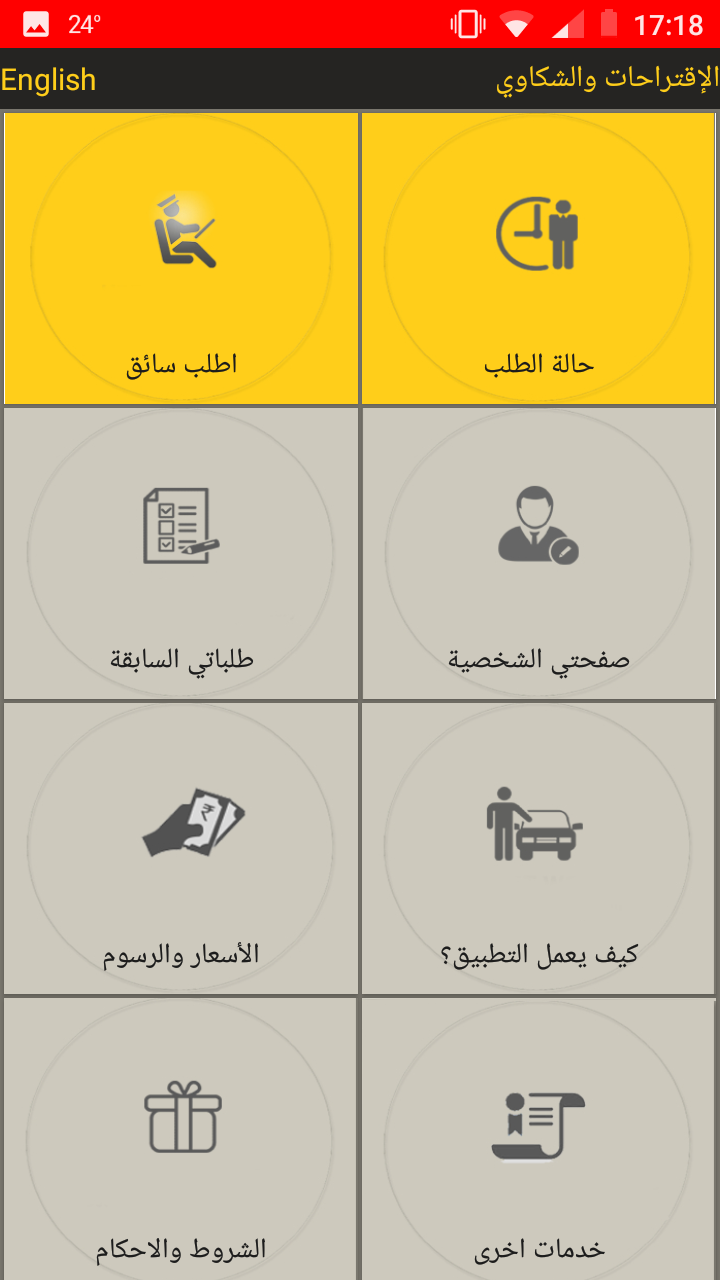 24°
17:18
English
الإقتراحات والشكاوي
حالة الطلب
اطلب سائق
صفحتي الشخصية
طلباتي السابقة
كيف يعمل التطبيق؟
الأسعار والرسوم
خدمات اخرى
الشروط والاحكام